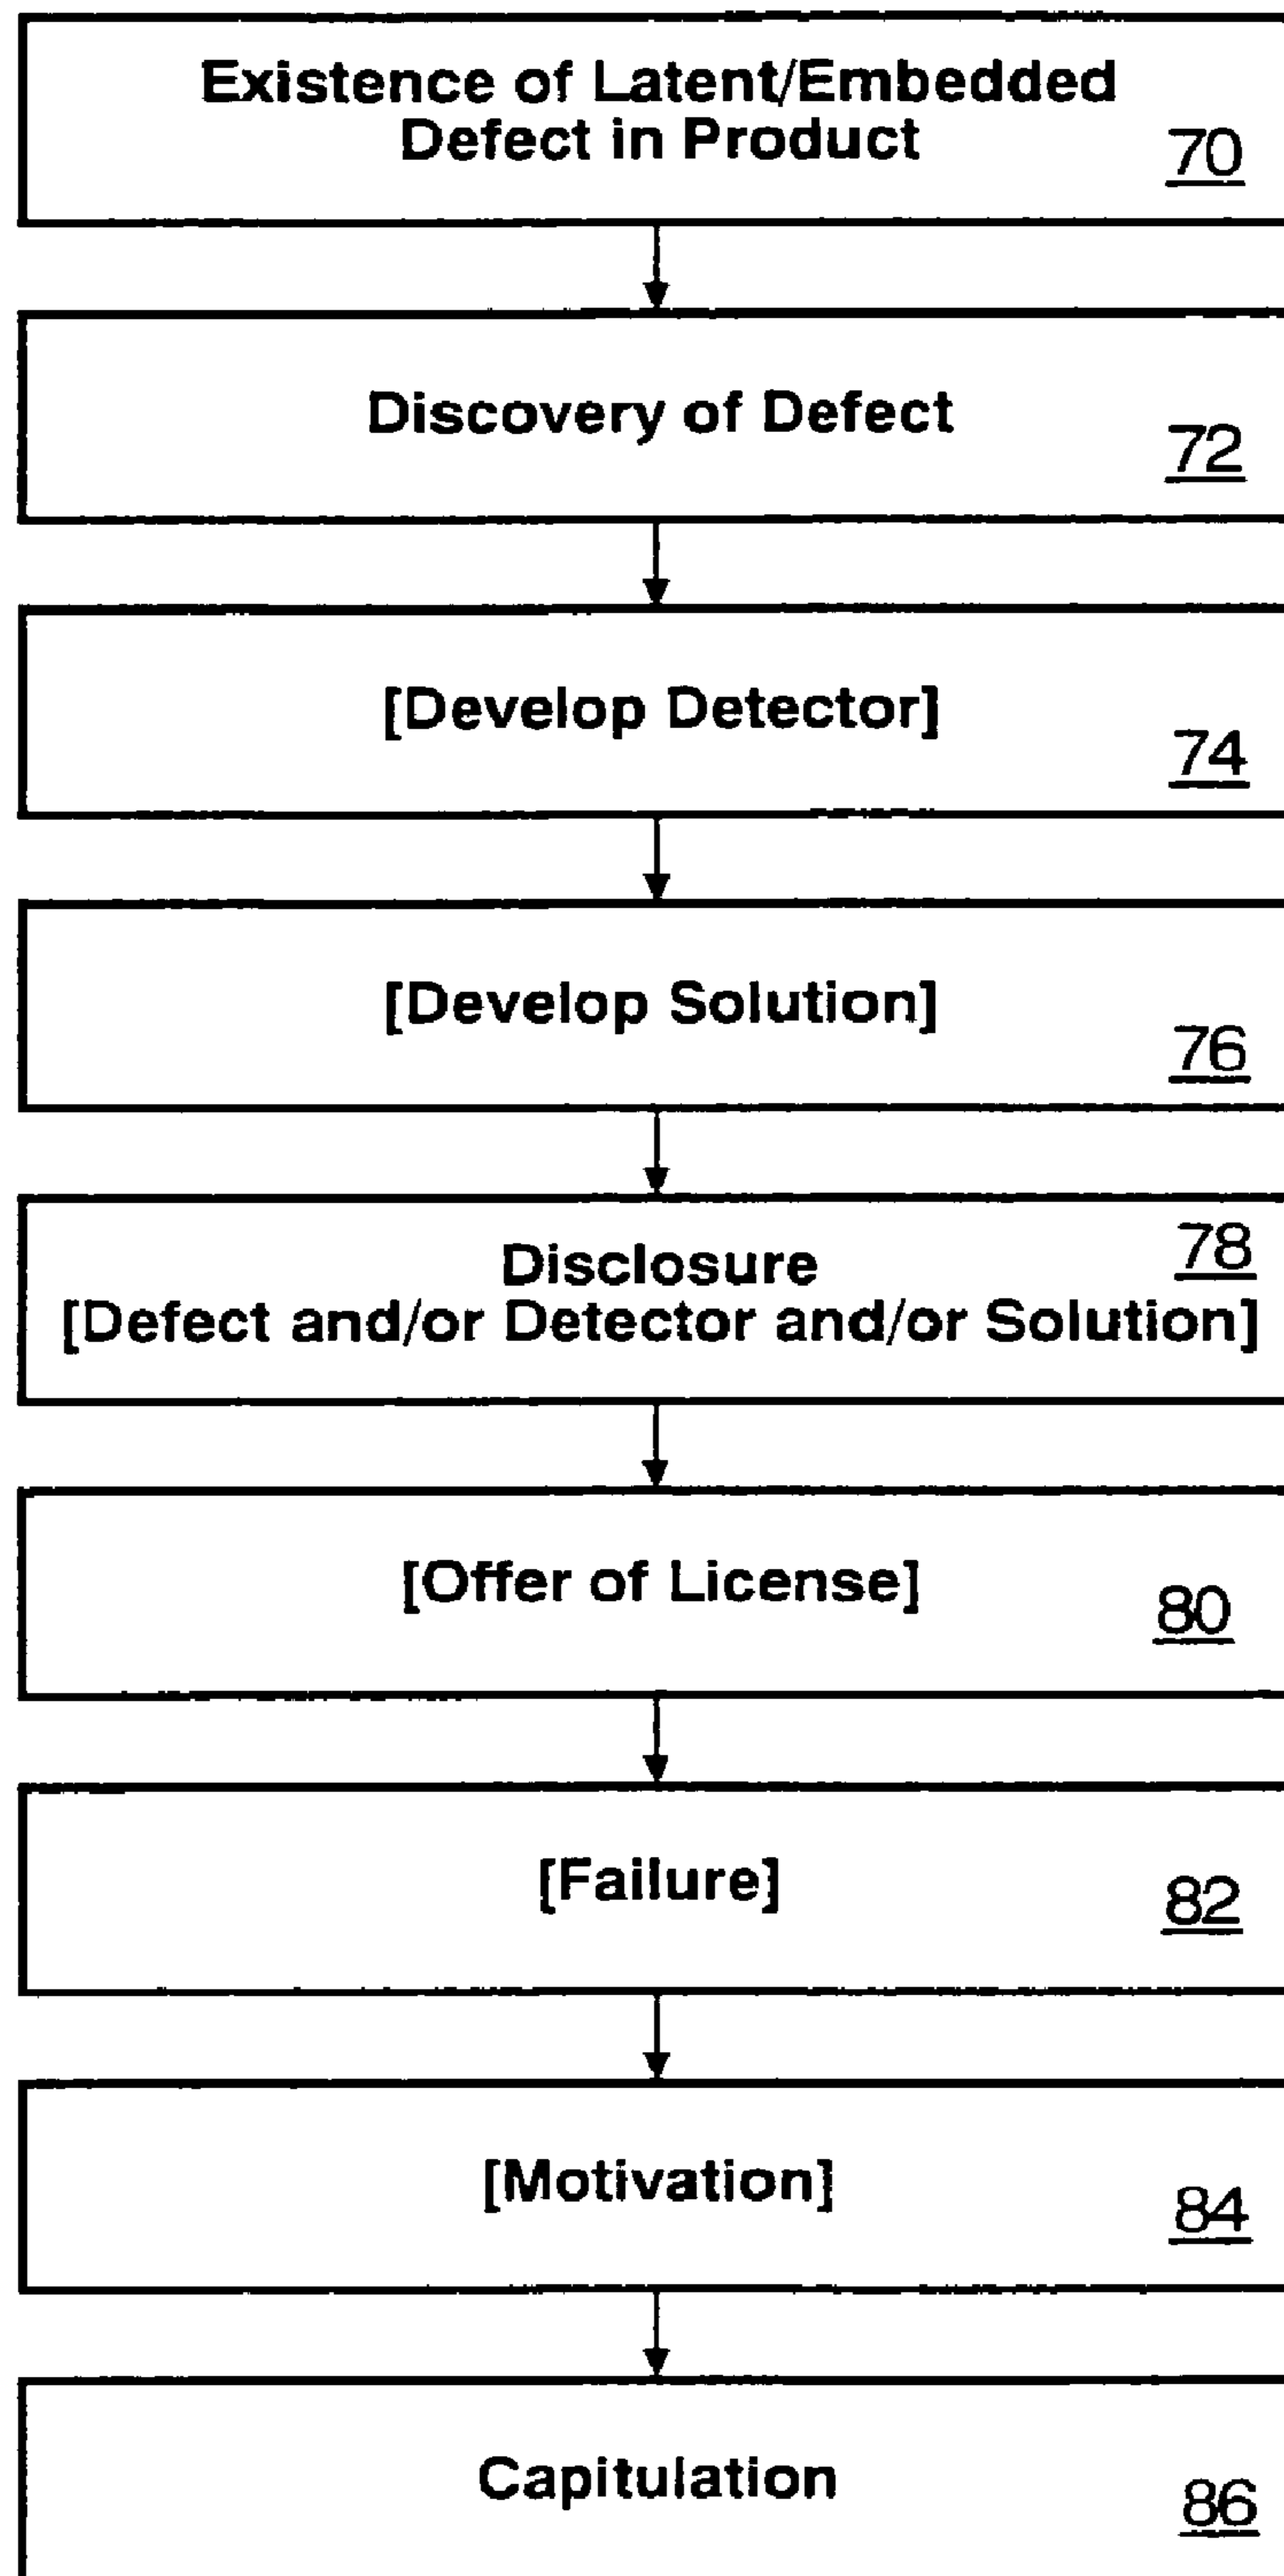 Existence of Latent/Embedded
Defect in Product
70
Discovery of Defect
72
[Develop Detector]
74
[Develop Solution]
76
Disclosure
78
[Defect and/or Detector and/or Solution]
[Offer of License]
80
[Failure]
82
[Motivation]
84
Capitulation
86